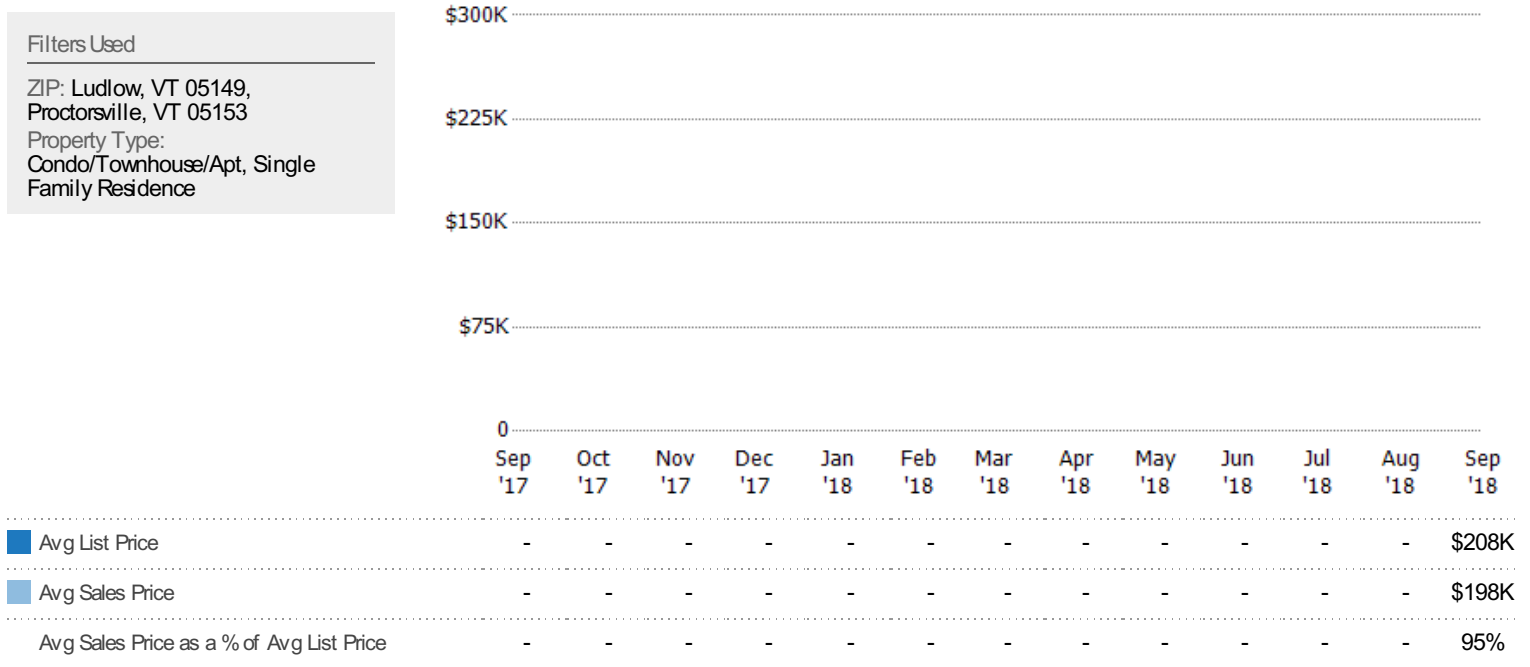 Filters Used
ZIP: Ludlow, VT 05149,
Proctorsville, VT 05153
Property Type:
Condo/Townhouse/Apt, Single
Family Residence
$300K
$225K
$150K
$75K
0
Sep Oct Nov Dec Jan Feb Mar Apr May Jun Jul Aug Sep
'17 '17 '17 '17 '18 '18 '18 '18 '18 '18 '18 '18 '18
Avg List Price - - - - - - - - - - - - $208K
Avg Sales Price - - - - - - - - - - - - $198K
Avg Sales Price as a % of Avg List Price - - - - - - - - - - - - 95%